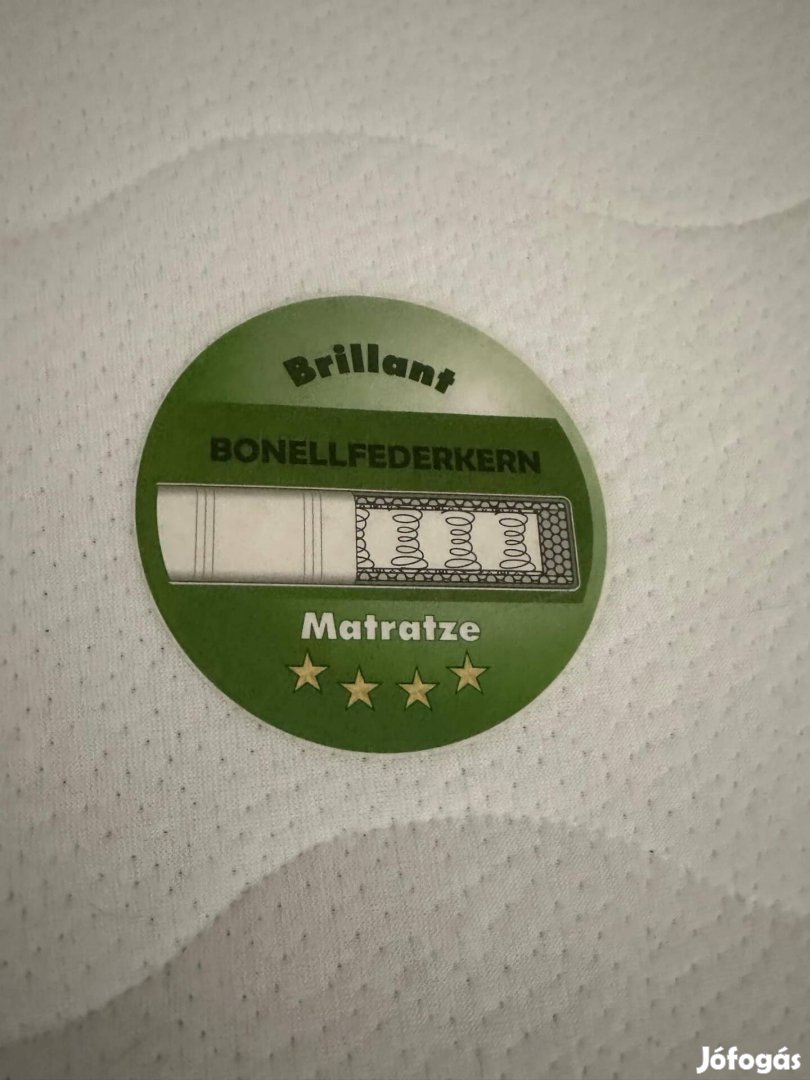 Brillant
BONELLFEDERKERN
Matratze
Jófogás